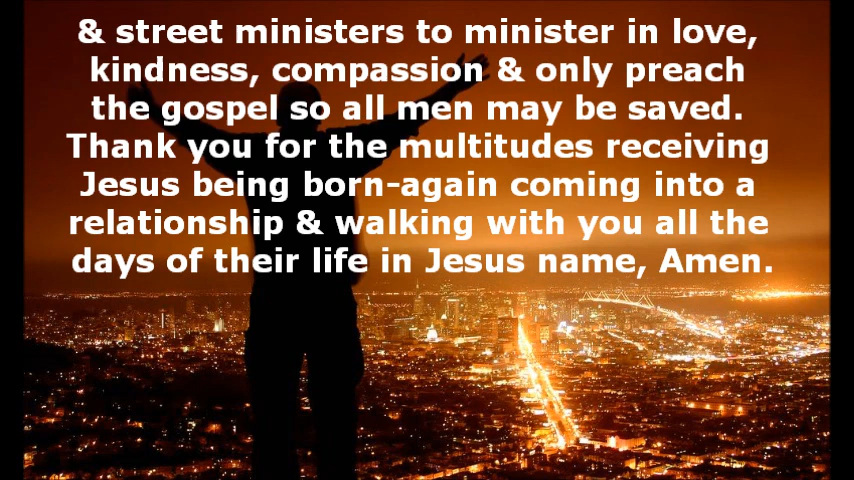 & street ministers to minister in love,
kindness, compassion & only preach
the gospel so all men may be saved.
Thank you for the multitudes receiving
Jesus being born-again coming into a
relationship & walking with you all the
days of their life in Jesus name, Amen.